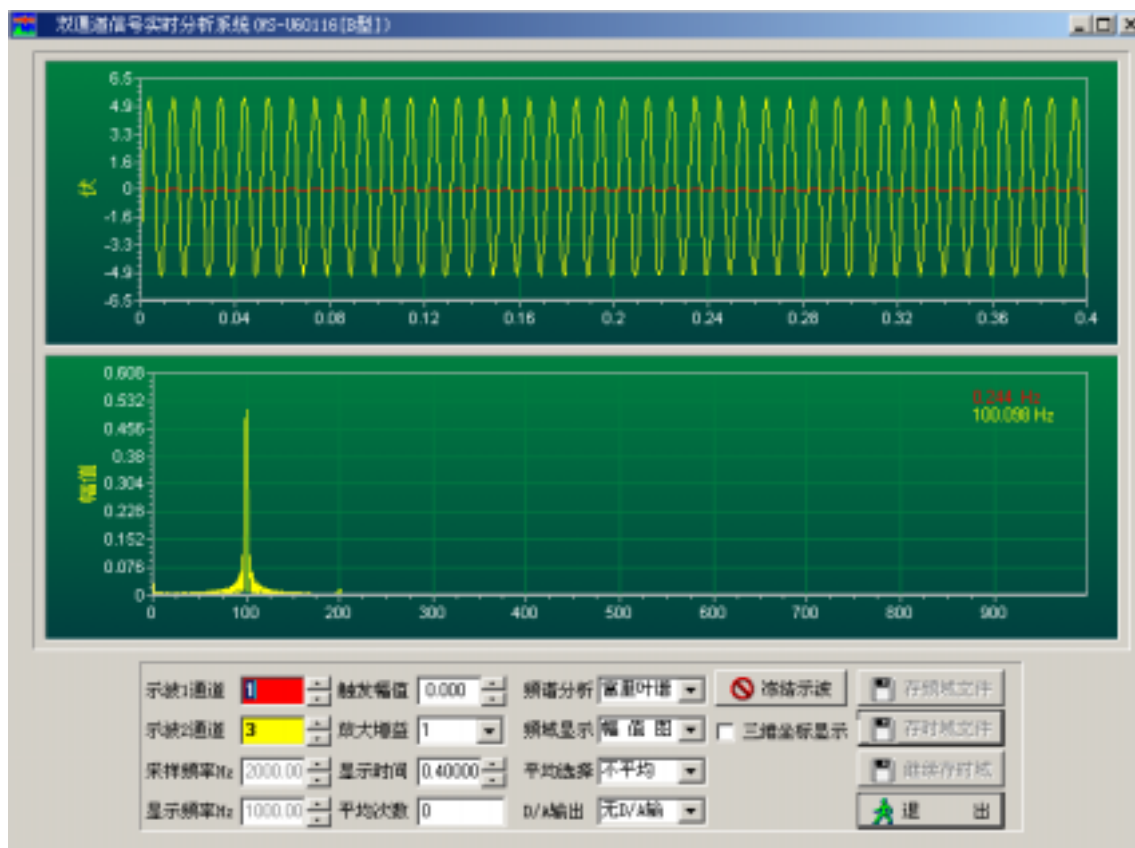 双通道信号实时分析系统(MS-U60116[B型])
6.5
4.9
3.3
1.6
0
-1.6
-3.3
-4.9
-6.5
伏
0 0.04 0.08 0.12 0.16 0.2 0.24 0.28 0.32 0.36 0.4
0.608
0.532
0.456
0.38
0.304
0.228
0.152
0.076
0
幅值
0.244 Hz
100.098 Hz
0 100 200 300 400 500 600 700 800 900
示波1通道 1 触发幅值 0.000 频谱分析 富里叶谱 冻结示波 存频域文件
示波2通道 3 放大增益 1 频域显示 幅值图 三维坐标显示 存时域文件
采样频率Hz 2000.00 显示时间 0.40000 平均选择 不平均 继续存时域
显示频率Hz 1000.00 平均次数 0 D/A输出 无D/A输 退 出